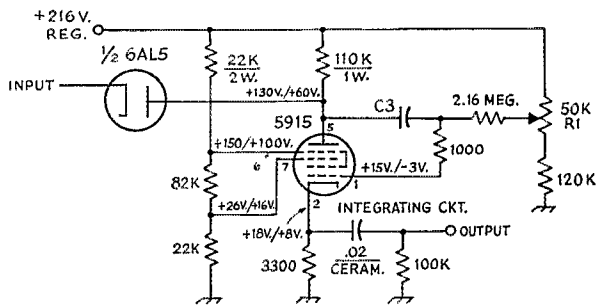 +216 V.
REG.
½ 6AL5
INPUT
22K
2W.
110K
1W.
+130V./+60V.
5915
5
C3
2.16 MEG.
50K
R1
+150/+100V.
6
7
1000
82K
+15V./-3V.
1
120K
+26V./+16V.
2
INTEGRATING CKT.
+18V./+8V.
OUTPUT
22K
3300
.02
CERAM.
100K